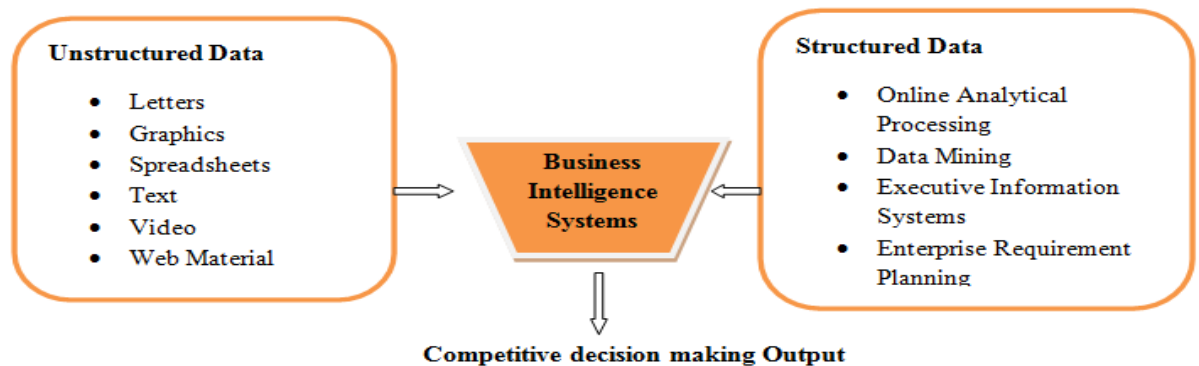 Unstructured Data
• Letters
• Graphics
• Spreadsheets
• Text
• Video
• Web Material
Business
Intelligence
Systems
Structured Data
• Online Analytical
Processing
• Data Mining
• Executive Information
Systems
• Enterprise Requirement
Planning
Competitive decision making Output